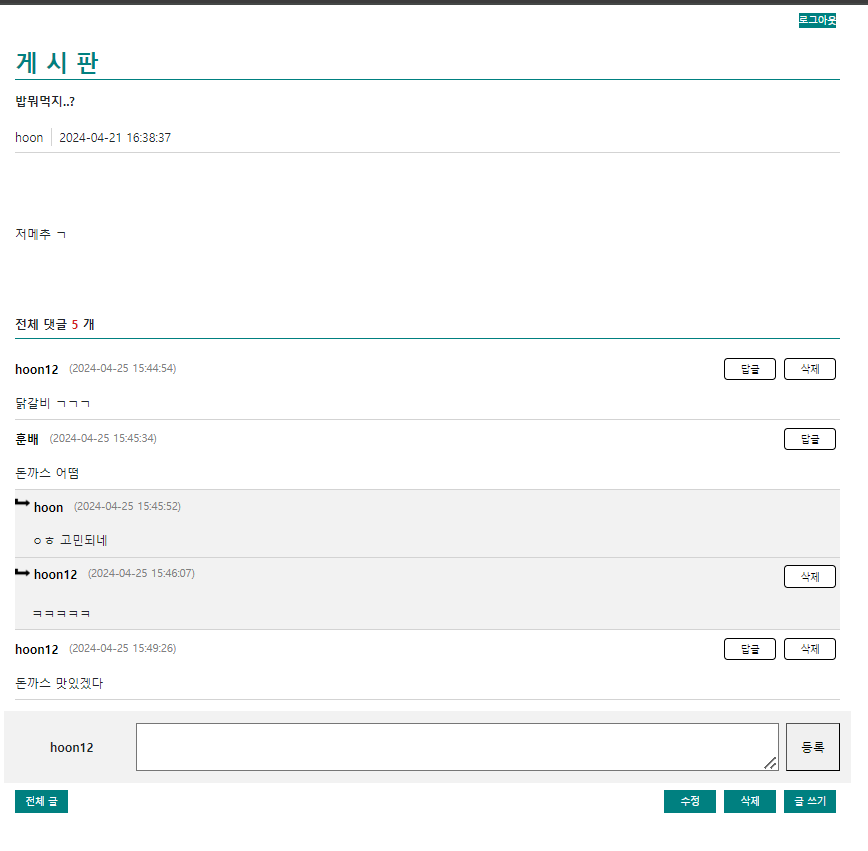 로그아웃
게 시 판
밥뭐먹지..?
hoon 2024-04-21 16:38:37
저메추 ㄱ
전체 댓글 5 개
hoon12 (2024-04-25 15:44:54) 답글 삭제
닭갈비 ㄱㄱㄱ
훈배 (2024-04-25 15:45:34) 답글
돈까스 어떰
hoon (2024-04-25 15:45:52)
ㅇㅎ 고민되네
hoon12 (2024-04-25 15:46:07) 삭제
ㅋㅋㅋㅋㅋ
hoon12 (2024-04-25 15:49:26) 답글 삭제
돈까스 맛있겠다
hoon12 등록
전체 글 수정 삭제 글 쓰기